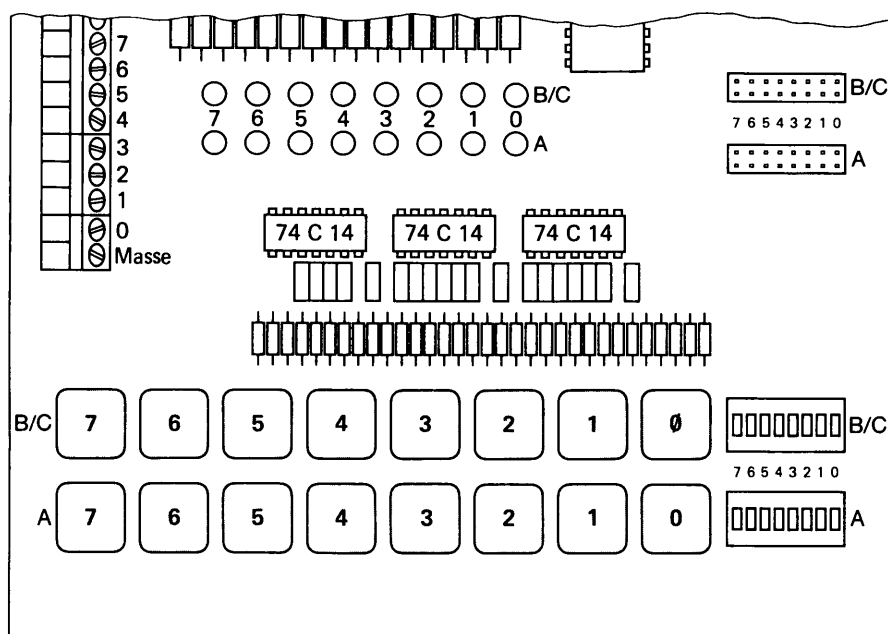 7
6
5
4
3
2
1
0
Masse
B/C
7 6 5 4 3 2 1 0
A
B/C
7 6 5 4 3 2 1 0
A
74 C 14 74 C 14 74 C 14
B/C 7 6 5 4 3 2 1 Ø B/C
7 6 5 4 3 2 1 0
A 7 6 5 4 3 2 1 0 A